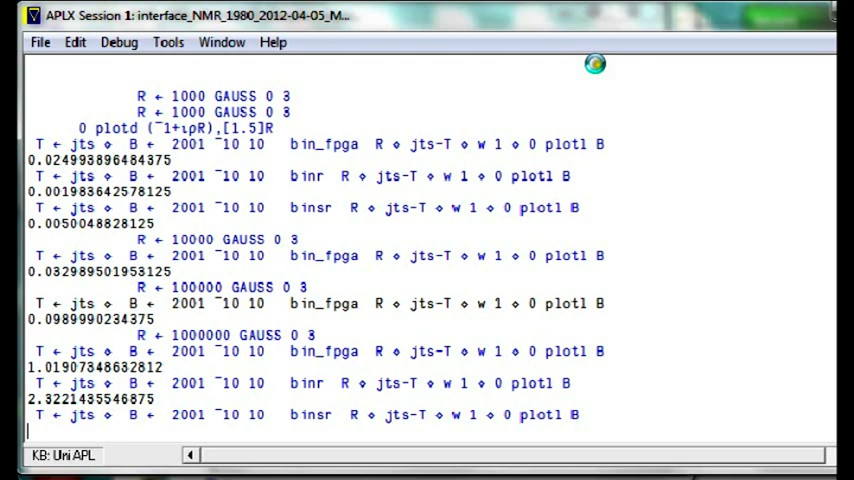 APLX Session 1: interface_NMR_1980_2012-04-05_M...
File Edit Debug Tools Window Help
R ← 1000 GAUSS 0 3
R ← 1000 GAUSS 0 3
0 plotd (¯1+⍳⍴R),[1.5]R
T ← jts ⋄ B ← 2001 ¯10 10 bin_fpga R ⋄ jts-T ⋄ w 1 ⋄ 0 plotl B
0.024993896484375
T ← jts ⋄ B ← 2001 ¯10 10 binr R ⋄ jts-T ⋄ w 1 ⋄ 0 plotl B
0.001983642578125
T ← jts ⋄ B ← 2001 ¯10 10 binsr R ⋄ jts-T ⋄ w 1 ⋄ 0 plotl B
0.0050048828125
R ← 10000 GAUSS 0 3
T ← jts ⋄ B ← 2001 ¯10 10 bin_fpga R ⋄ jts-T ⋄ w 1 ⋄ 0 plotl B
0.032989501953125
R ← 100000 GAUSS 0 3
T ← jts ⋄ B ← 2001 ¯10 10 bin_fpga R ⋄ jts-T ⋄ w 1 ⋄ 0 plotl B
0.0989990234375
R ← 1000000 GAUSS 0 3
T ← jts ⋄ B ← 2001 ¯10 10 bin_fpga R ⋄ jts-T ⋄ w 1 ⋄ 0 plotl B
1.01907348632812
T ← jts ⋄ B ← 2001 ¯10 10 binr R ⋄ jts-T ⋄ w 1 ⋄ 0 plotl B
2.3221435546875
T ← jts ⋄ B ← 2001 ¯10 10 binsr R ⋄ jts-T ⋄ w 1 ⋄ 0 plotl B
KB: Uni APL